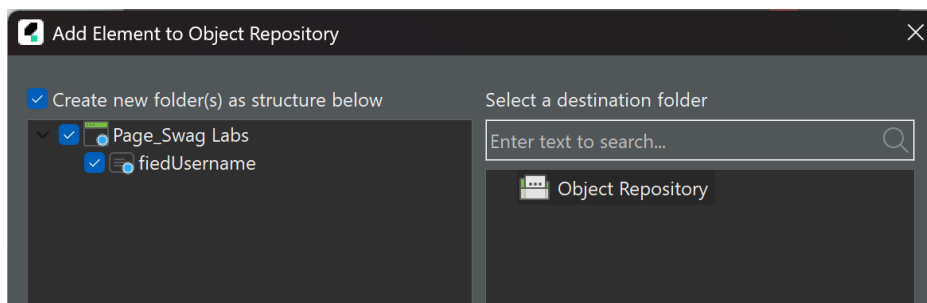 Add Element to Object Repository
Create new folder(s) as structure below
Page_Swag Labs
fiedUsername
Select a destination folder
Enter text to search...
Object Repository